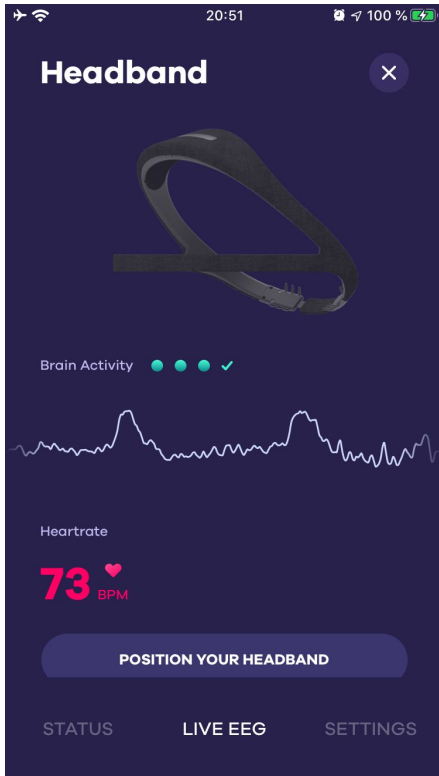 20:51
100 %
Headband
Brain Activity
Heartrate
73 BPM
POSITION YOUR HEADBAND
STATUS LIVE EEG SETTINGS